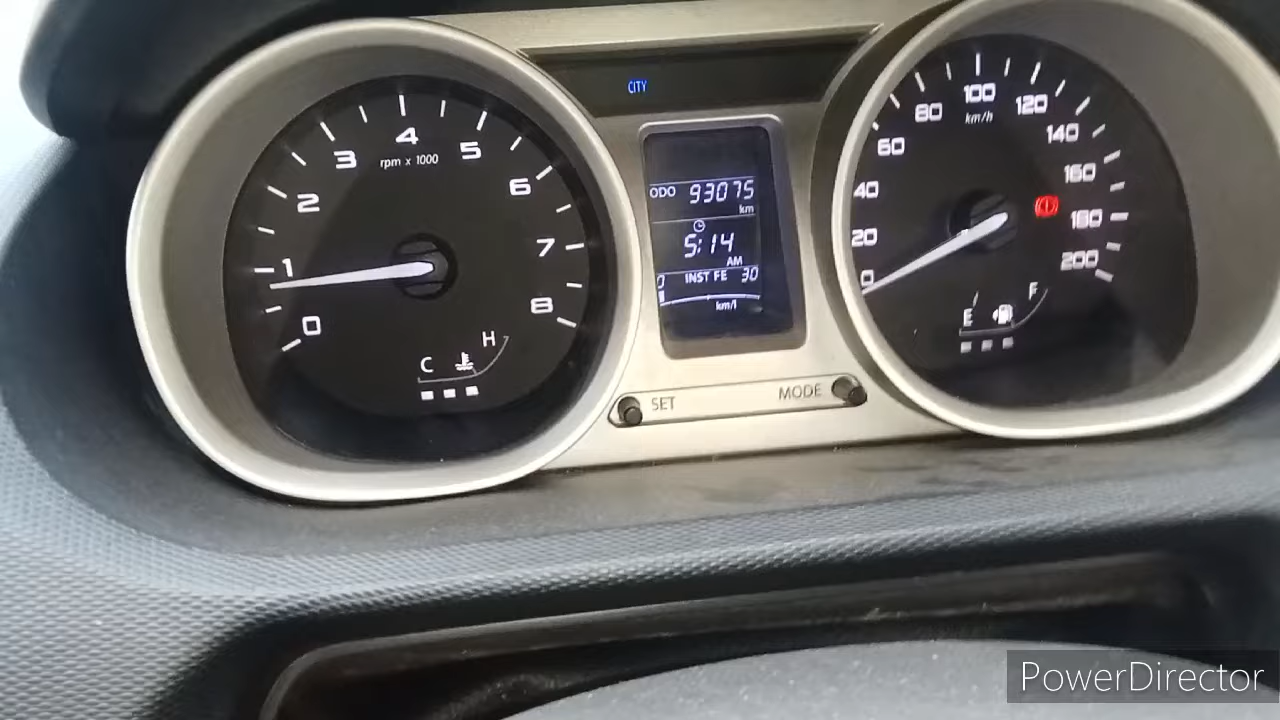 CITY
0
1
2
3
4
5
6
7
8
rpm x 1000
C
H
ODO 93075
km
5:14
AM
INST FE 30
0
km/l
SET
MODE
0
20
40
60
80
100
120
140
160
180
200
km/h
E
F
PowerDirector